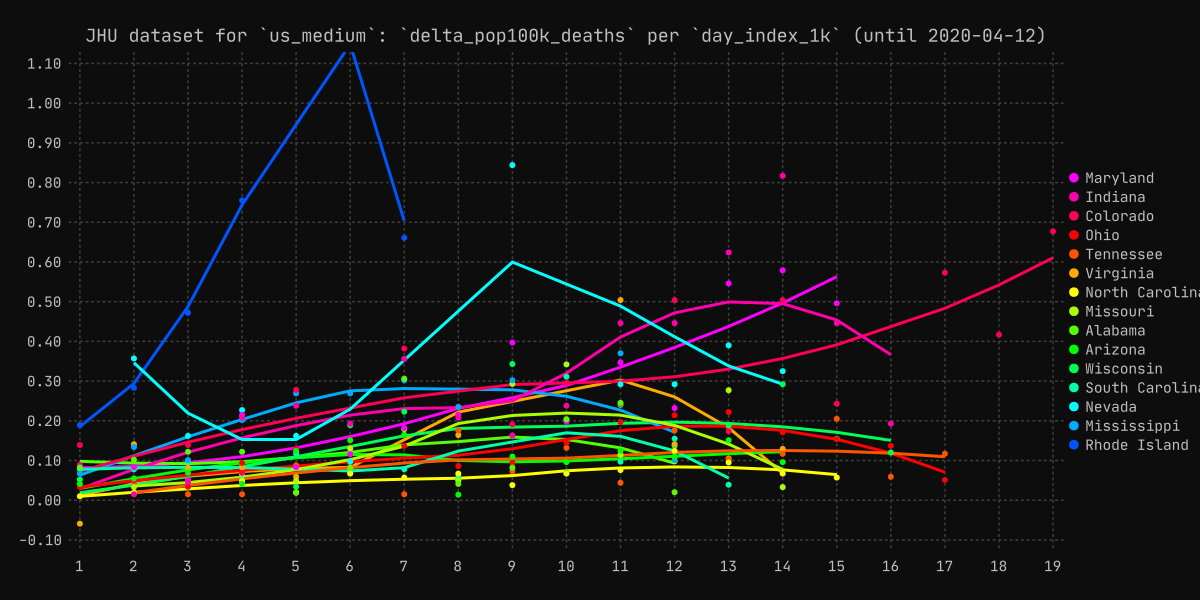 JHU dataset for `us_medium`: `delta_pop100k_deaths` per `day_index_1k` (until 2020-04-12)
1.10
1.00
0.90
0.80
0.70
0.60
0.50
0.40
0.30
0.20
0.10
0.00
-0.10
1 2 3 4 5 6 7 8 9 10 11 12 13 14 15 16 17 18 19
Maryland
Indiana
Colorado
Ohio
Tennessee
Virginia
North Carolina
Missouri
Alabama
Arizona
Wisconsin
South Carolina
Nevada
Mississippi
Rhode Island